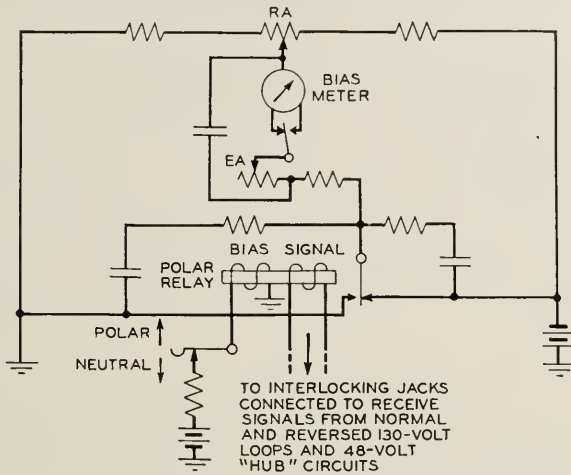 RA
BIAS
METER
EA
BIAS SIGNAL
POLAR
RELAY
POLAR
NEUTRAL
TO INTERLOCKING JACKS
CONNECTED TO RECEIVE
SIGNALS FROM NORMAL
AND REVERSED 130-VOLT
LOOPS AND 48-VOLT
"HUB" CIRCUITS